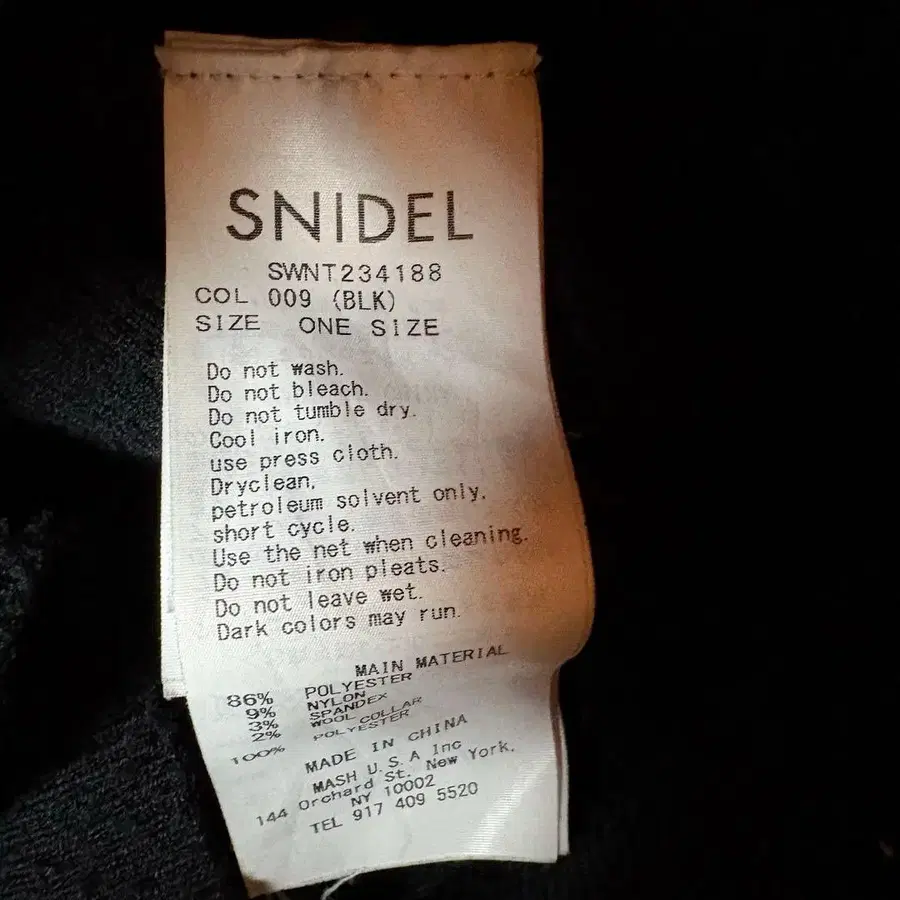 SNIDEL
SWNT234188
COL 009 (BLK)
SIZE ONE SIZE
Do not wash.
Do not bleach.
Do not tumble dry.
Cool iron.
use press cloth.
Dryclean,
petroleum solvent only,
short cycle.
Use the net when cleaning.
Do not iron pleats.
Do not leave wet.
Dark colors may run.
MAIN MATERIAL
86% POLYESTER
9% NYLON
3% SPANDEX
2% WOOL COLLAR
100% POLYESTER
MADE IN CHINA
MASH U.S.A Inc
144 Orchard St. New York,
NY 10002
TEL 917 409 5520